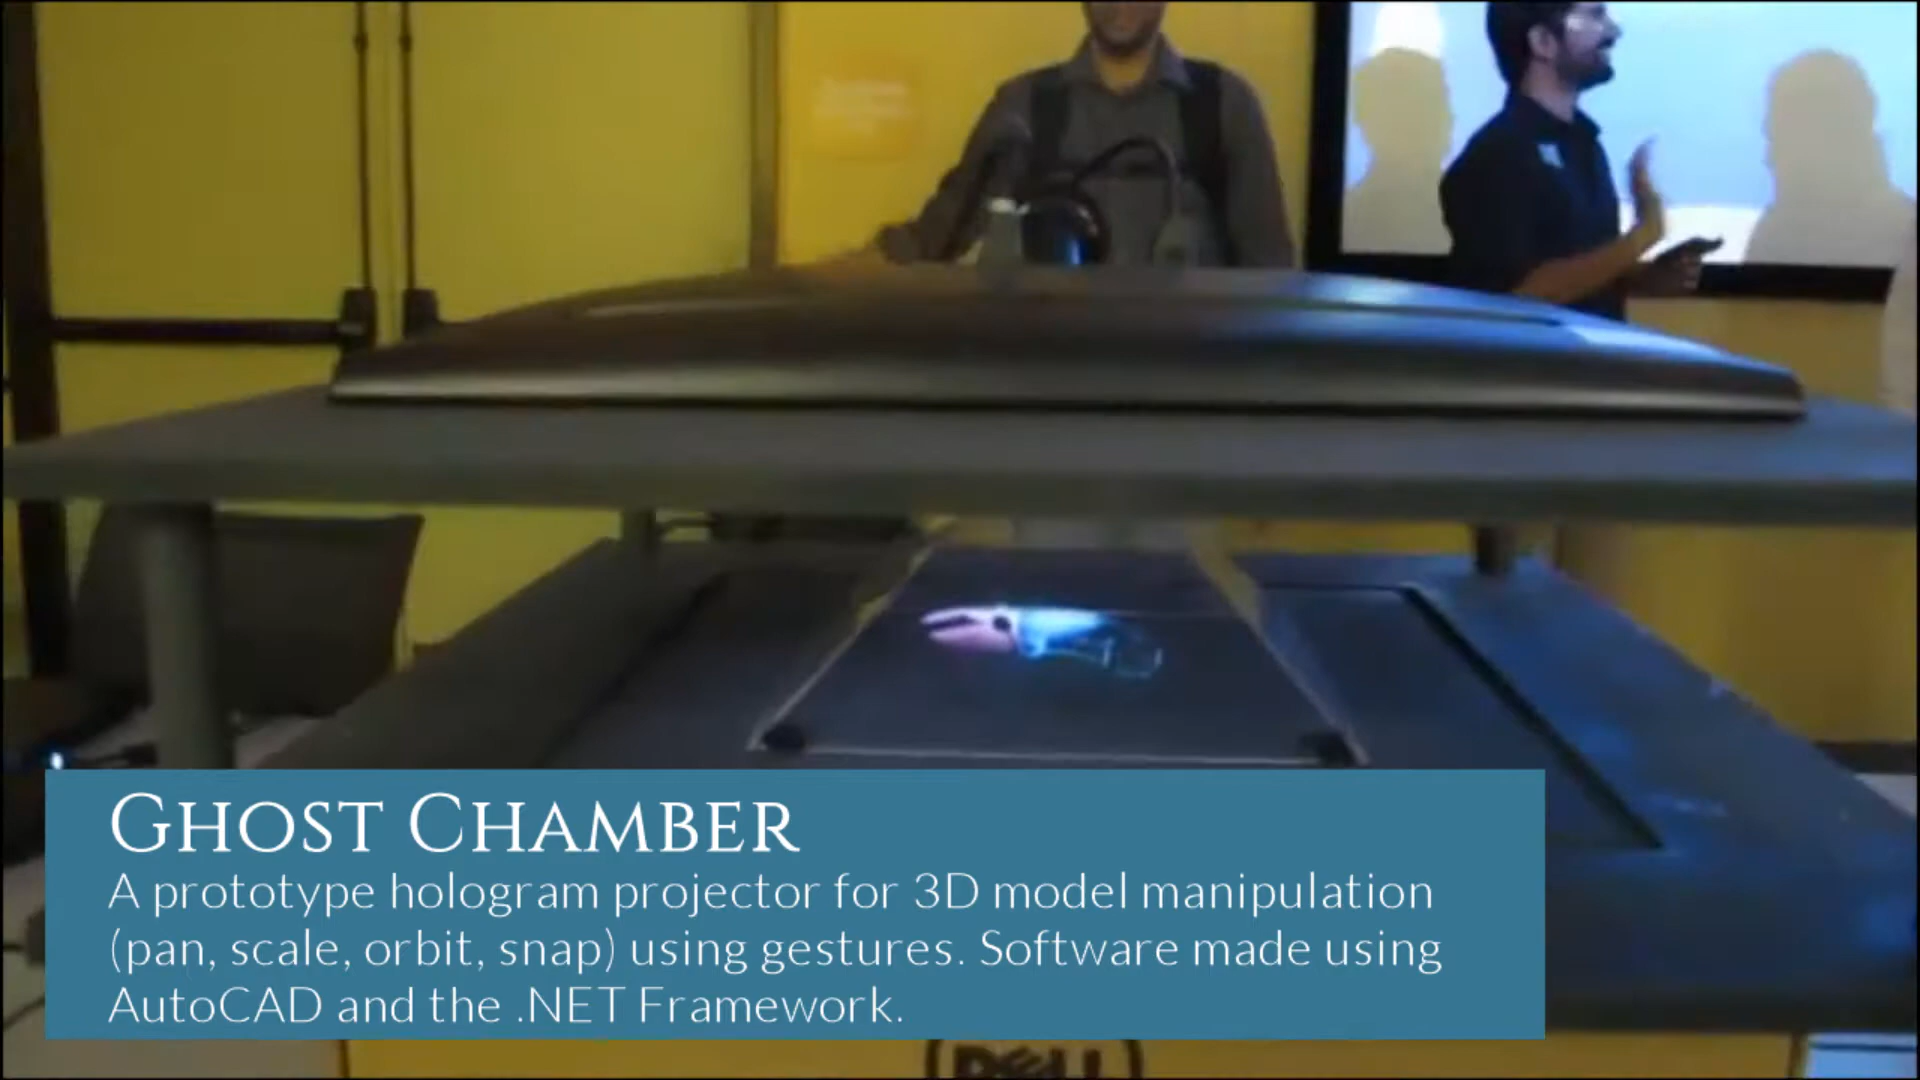 Ghost Chamber
A prototype hologram projector for 3D model manipulation
(pan, scale, orbit, snap) using gestures. Software made using
AutoCAD and the .NET Framework.
DELL